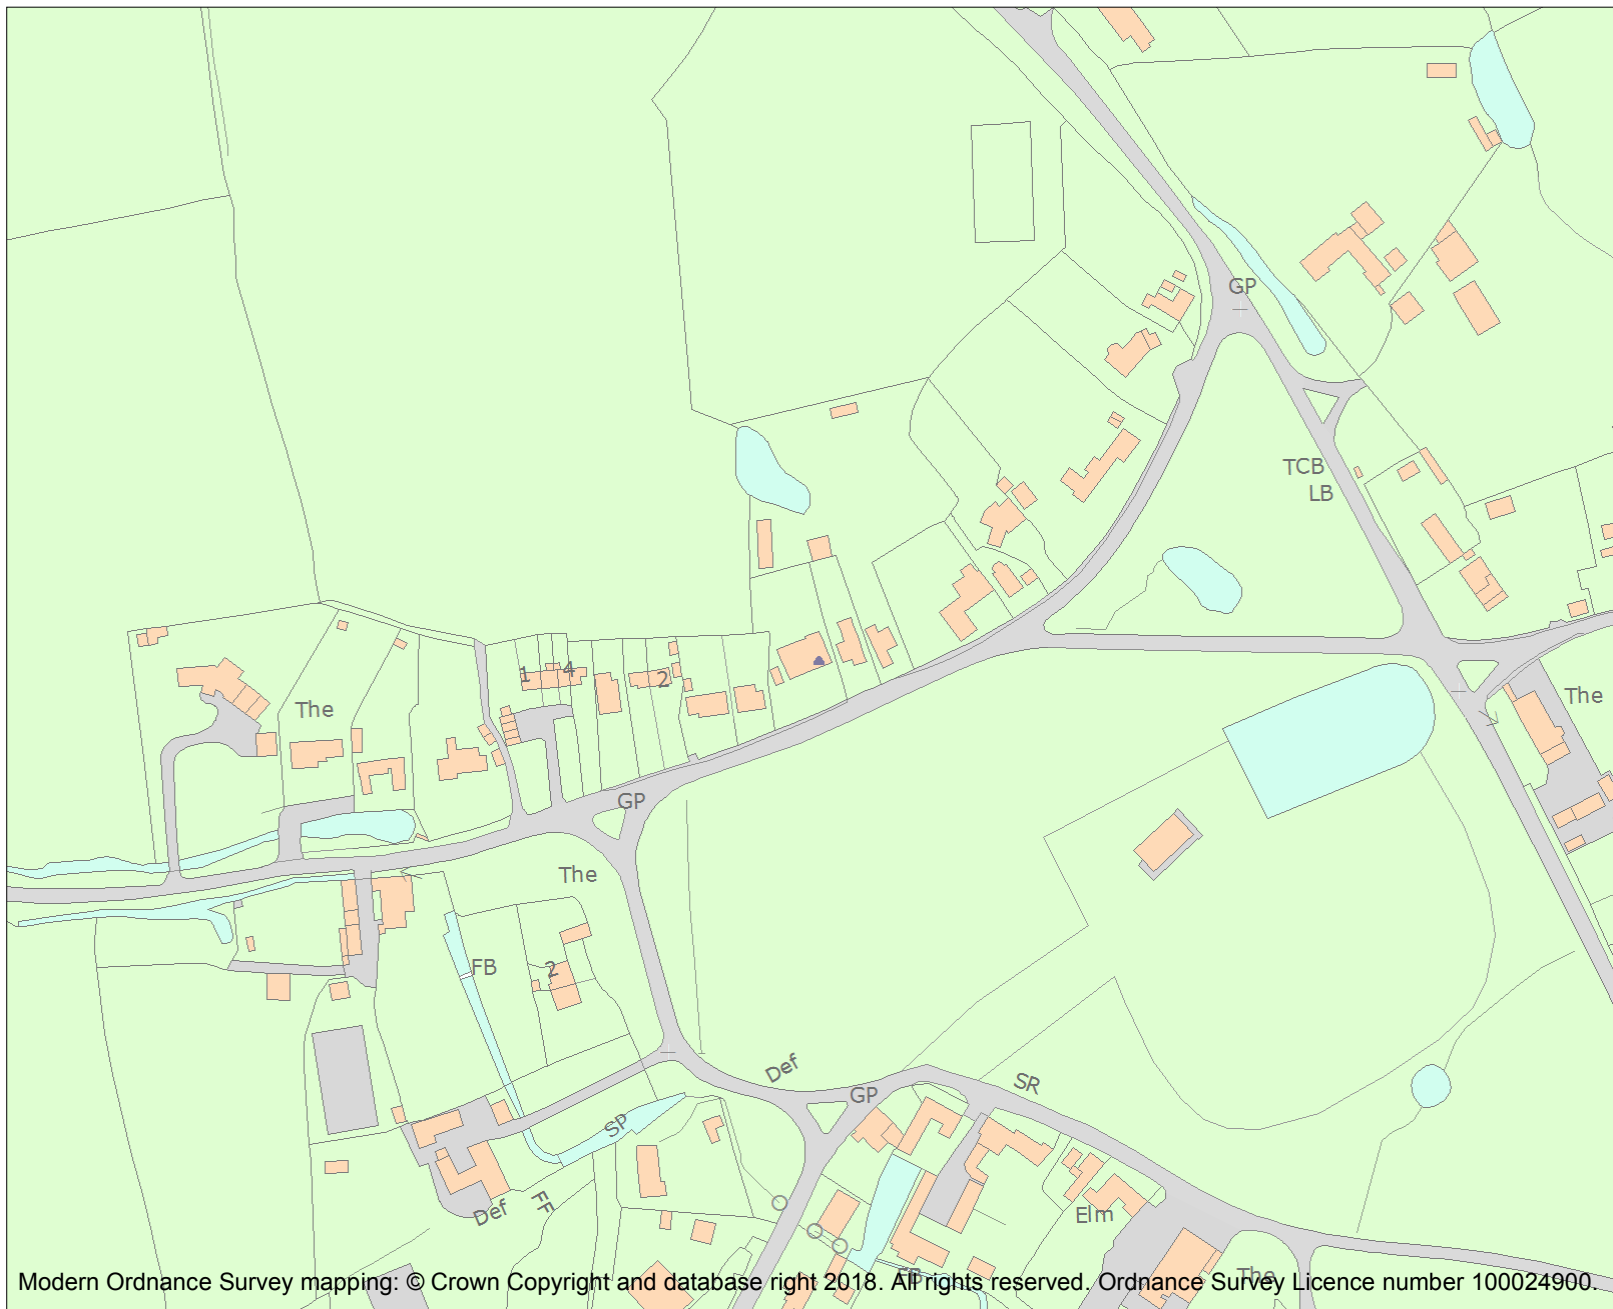 GP
TCB
LB
1
4
2
The
The
GP
The
FB
2
Def
GP
SR
SP
Def
FF
Elm
FB
The
Modern Ordnance Survey mapping: © Crown Copyright and database right 2018. All rights reserved. Ordnance Survey Licence number 100024900.